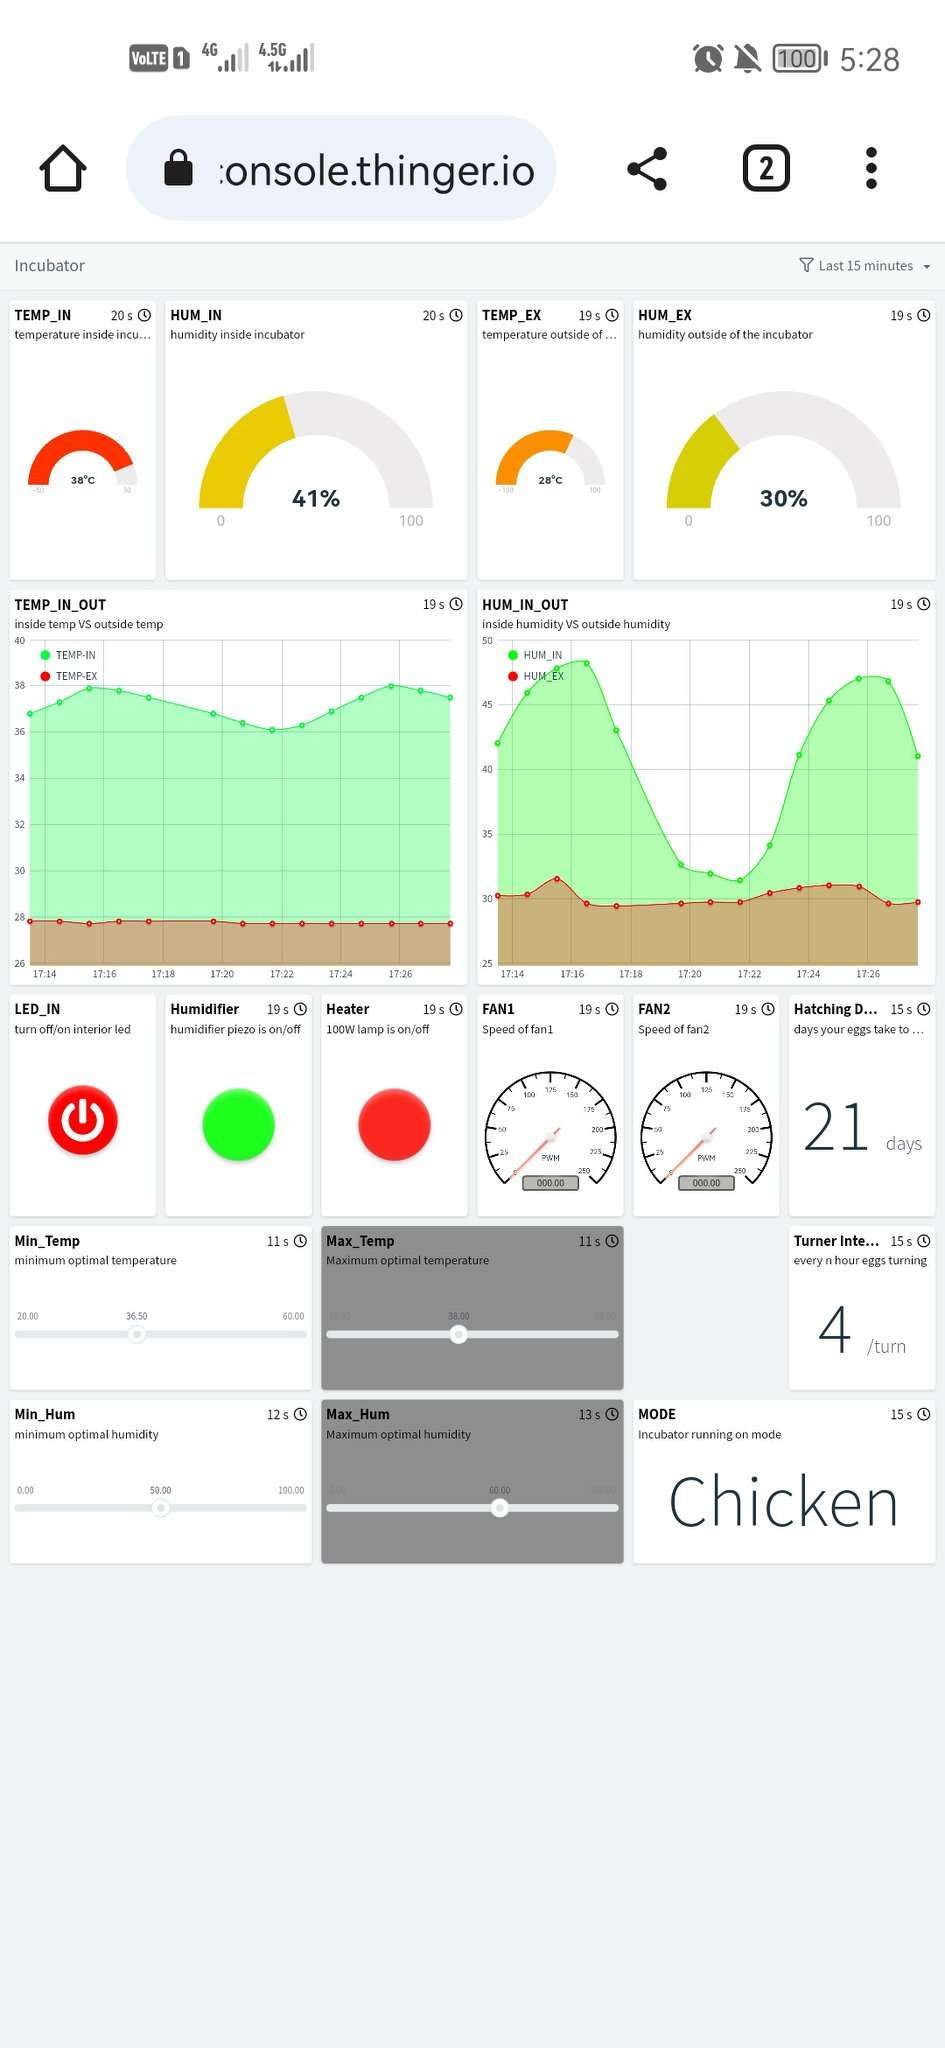 VoLTE 1 4G 4.5G 100 5:28
onsole.thinger.io 2
Incubator Last 15 minutes
TEMP_IN 20 s
temperature inside incu...
38°C
-50 50
HUM_IN 20 s
humidity inside incubator
41%
0 100
TEMP_EX 19 s
temperature outside of ...
28°C
-100 100
HUM_EX 19 s
humidity outside of the incubator
30%
0 100
TEMP_IN_OUT 19 s
inside temp VS outside temp
TEMP-IN
TEMP-EX
40
38
36
34
32
30
28
26
17:14 17:16 17:18 17:20 17:22 17:24 17:26
HUM_IN_OUT 19 s
inside humidity VS outside humidity
HUM_IN
HUM_EX
50
45
40
35
30
25
17:14 17:16 17:18 17:20 17:22 17:24 17:26
LED_IN
turn off/on interior led
Humidifier 19 s
humidifier piezo is on/off
Heater 19 s
100W lamp is on/off
FAN1 19 s
Speed of fan1
0 25 50 75 100 125 150 175 200 225 250
PWM
000.00
FAN2 19 s
Speed of fan2
0 25 50 75 100 125 150 175 200 225 250
PWM
000.00
Hatching D... 15 s
days your eggs take to ...
21 days
Min_Temp 11 s
minimum optimal temperature
20.00 36.50 60.00
Max_Temp 11 s
Maximum optimal temperature
38.00
Turner Inte... 15 s
every n hour eggs turning
4 /turn
Min_Hum 12 s
minimum optimal humidity
0.00 50.00 100.00
Max_Hum 13 s
Maximum optimal humidity
60.00
MODE 15 s
Incubator running on mode
Chicken